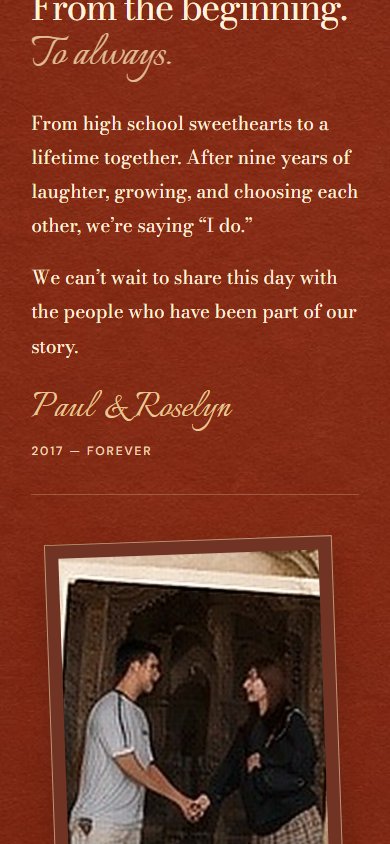 From the beginning.
To always.
From high school sweethearts to a
lifetime together. After nine years of
laughter, growing, and choosing each
other, we’re saying “I do.”
We can’t wait to share this day with
the people who have been part of our
story.
Paul & Roselyn
2017 — FOREVER